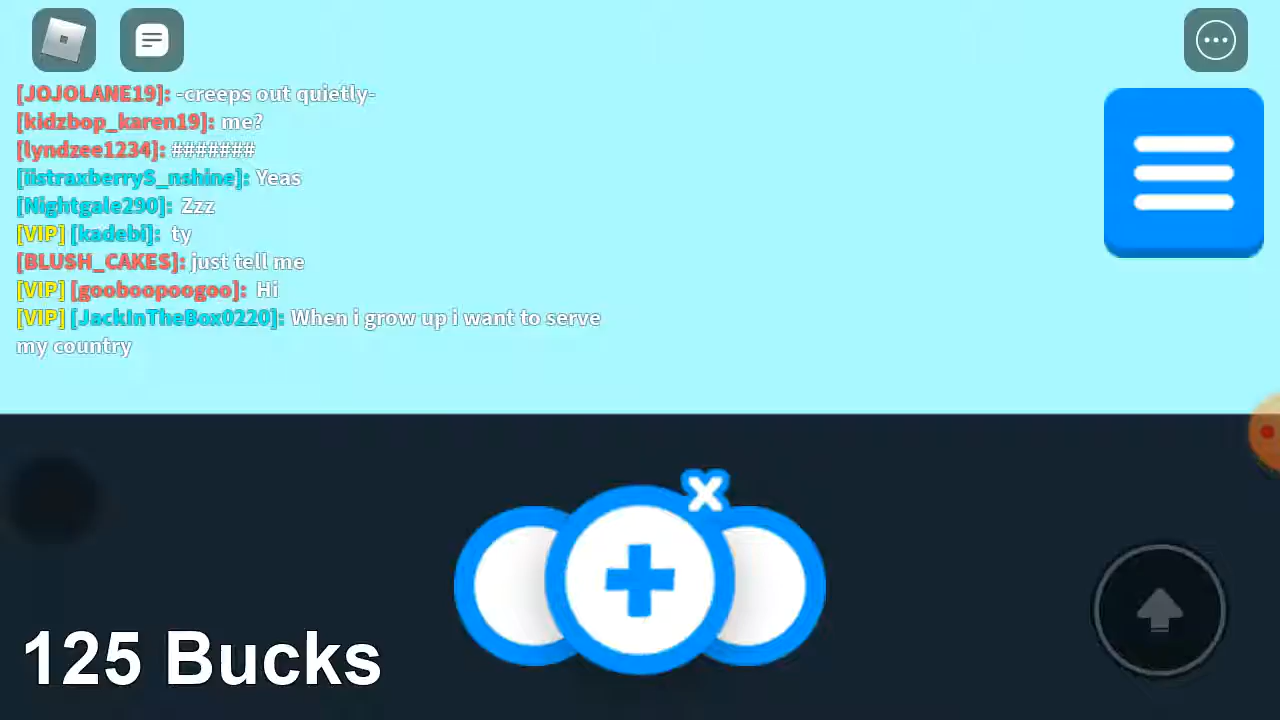 [JOJOLANE19]: -creeps out quietly-
[kidzbop_karen19]: me?
[lyndzee1234]: #######
[iistraxberryS_nshine]: Yeas
[Nightgale290]: Zzz
[VIP] [kadebi]: ty
[BLUSH_CAKES]: just tell me
[VIP] [gooboopoogoo]: Hi
[VIP] [JackInTheBox0220]: When i grow up i want to serve
my country
x
125 Bucks